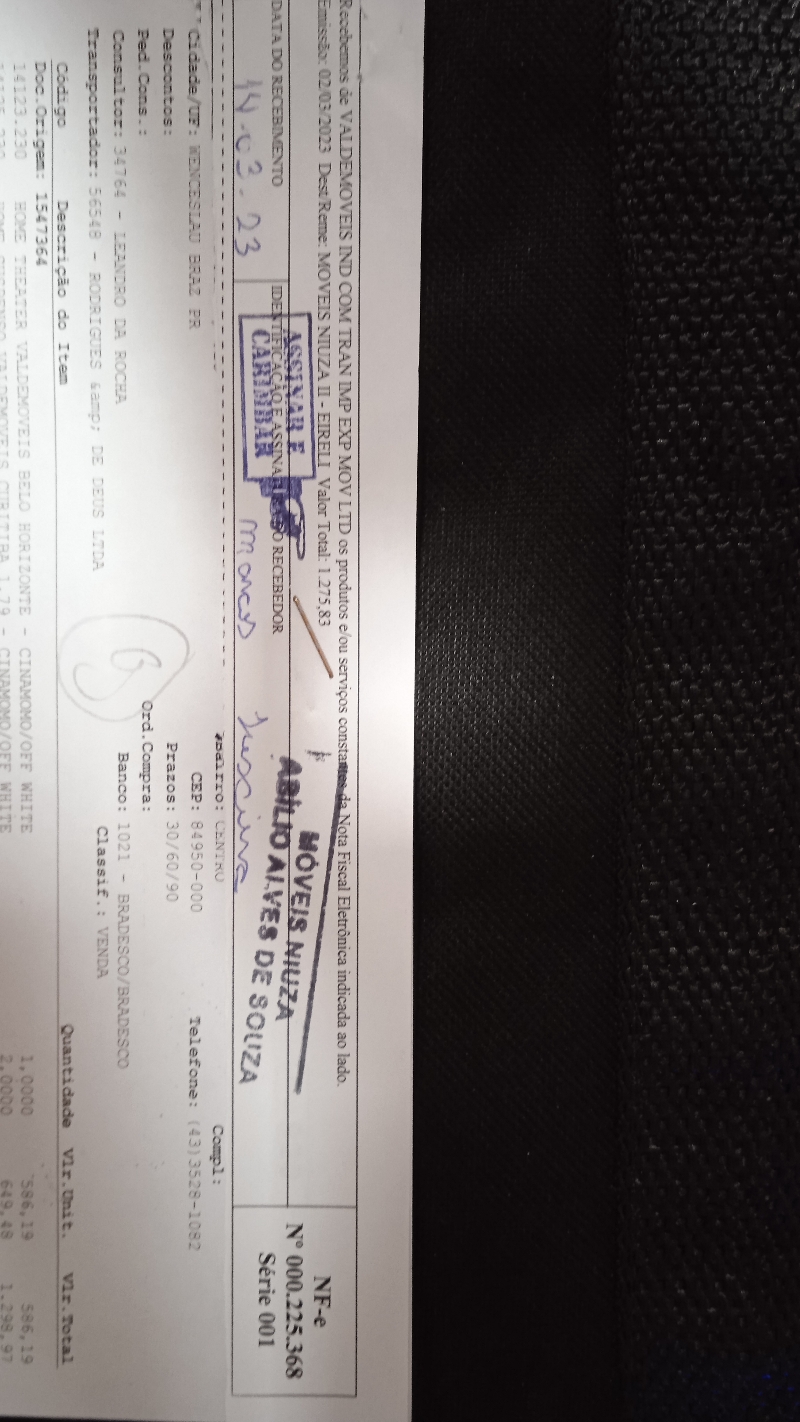 Recebemos de VALDEMOVEIS IND COM TRAN IMP EXP MOV LTD os produtos e/ou serviços constantes da Nota Fiscal Eletrônica indicada ao lado.
Emissão: 02/03/2023 Dest/Reme: MOVEIS NIUZA II - EIRELI Valor Total: 1.275,83
NF-e
Nº 000.225.368
Série 001
DATA DO RECEBIMENTO
14.03.23
IDENTIFICAÇÃO E ASSINA DO RECEBEDOR
ASSINAR E
CARIMBAR
MÓVEIS NIUZA
ABÍLIO ALVES DE SOUZA
Marcos
Compl:
Bairro: CENTRO
Cidade/UF: WENCESLAU BRAZ PR CEP: 84950-000 Telefone: (43)3528-1082
Descontos: Prazos: 30/60/90
Ped.Cons.: Ord.Compra:
Consultor: 34764 - LEANDRO DA ROCHA Banco: 1021 - BRADESCO/BRADESCO
Transportador: 56548 - RODRIGUES &amp; DE DEUS LTDA Classif.: VENDA
Código Descrição do Item Quantidade Vlr.Unit. Vlr.Total
Doc.Origem: 1547364
14123.230 HOME THEATER VALDEMOVEIS BELO HORIZONTE - CINAMOMO/OFF WHITE 1,0000 586,19 586,19
VALDEMOVEIS CURITIBA 1.79 - CINAMOMO/OFF WHITE 2,0000 649,48 1.298,97